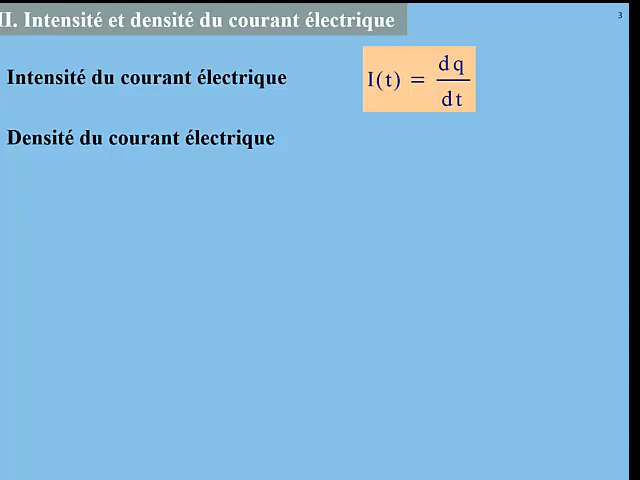 II. Intensité et densité du courant électrique
3
Intensité du courant électrique
I(t) = dq/dt
Densité du courant électrique